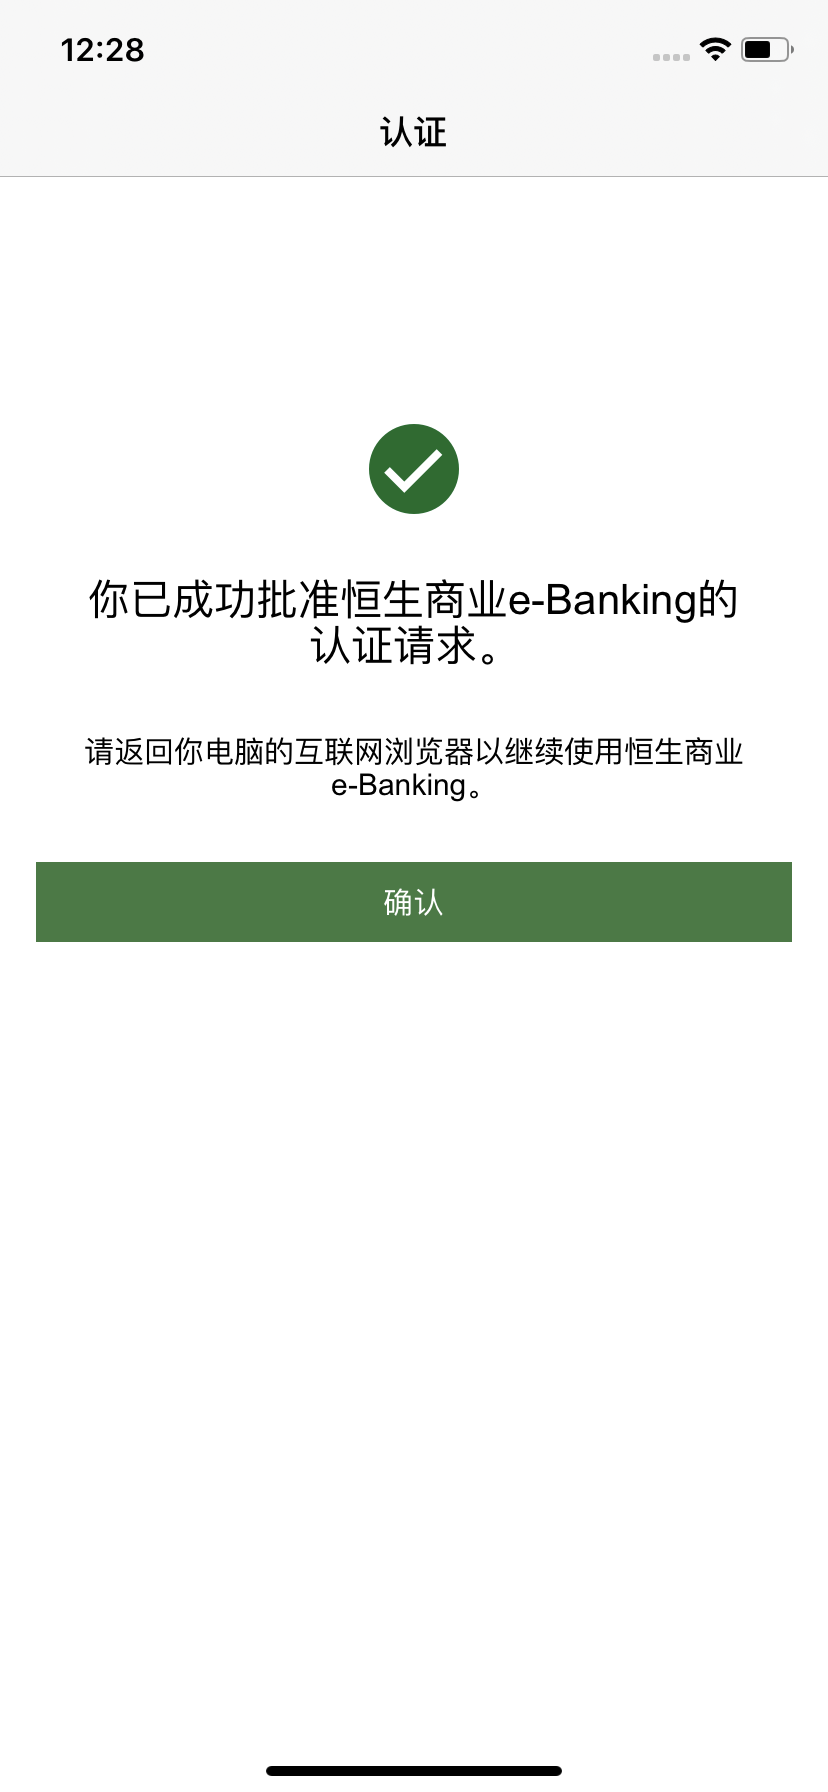 12:28
认证
你已成功批准恒生商业e-Banking的
认证请求。
请返回你电脑的互联网浏览器以继续使用恒生商业
e-Banking。
确认